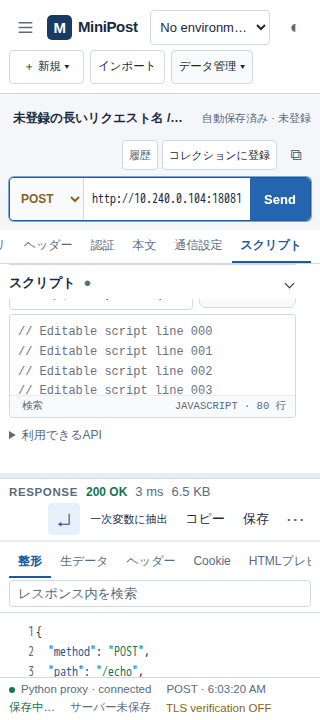 M MiniPost No environm…
＋ 新規 ▾ インポート データ管理 ▾
未登録の長いリクエスト名 /… 自動保存済み · 未登録
履歴 コレクションに登録
POST http://10.240.0.104:18081 Send
ヘッダー 認証 本文 通信設定 スクリプト
スクリプト
// Editable script line 000
// Editable script line 001
// Editable script line 002
// Editable script line 003
検索 JAVASCRIPT · 80 行
▶ 利用できるAPI
RESPONSE 200 OK 3 ms 6.5 KB
一次変数に抽出 コピー 保存 ···
整形 生データ ヘッダー Cookie HTMLプレビ
レスポンス内を検索
1 {
2 "method": "POST",
3 "path": "/echo",
Python proxy · connected POST · 6:03:20 AM
保存中… サーバー未保存 TLS verification OFF